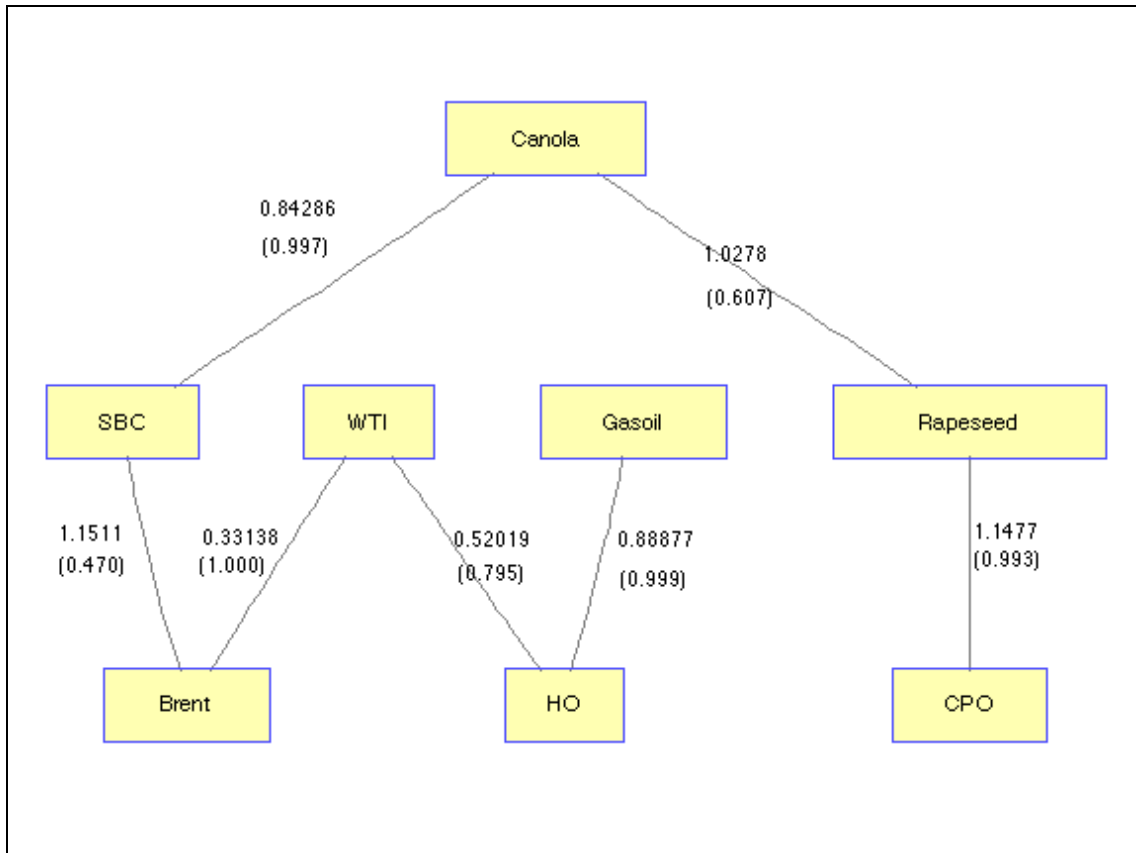 Canola
0.84286
(0.997)
1.0278
(0.607)
SBC
WTI
Gasoil
Rapeseed
1.1511
(0.470)
0.33138
(1.000)
0.52019
(0.795)
0.88877
(0.999)
1.1477
(0.993)
Brent
HO
CPO